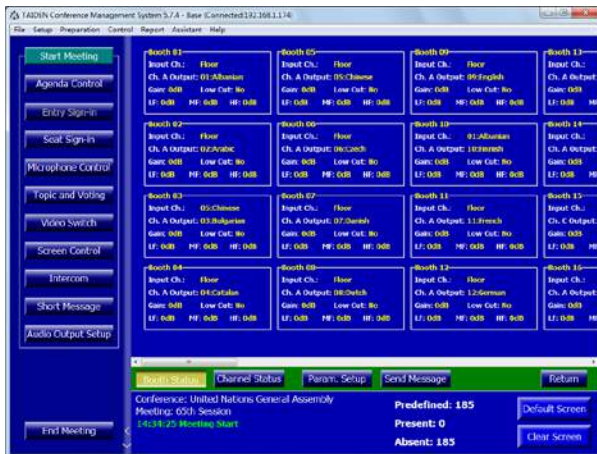 TAIDEN Conference Management System 5.7.4 - Base (Connected:192.168.1.174)
File Setup Preparation Control Report Assistant Help
Start Meeting
Agenda Control
Entry Sign-in
Seat Sign-in
Microphone Control
Topic and Voting
Video Switch
Screen Control
Intercom
Short Message
Audio Output Setup
End Meeting
Booth 01
Input Ch.: Floor
Ch. A Output: 01:Albanian
Gain: 0dB Low Cut: No
LF: 0dB MF: 0dB HF: 0dB
Booth 05
Input Ch.: Floor
Ch. A Output: 05:Chinese
Gain: 0dB Low Cut: No
LF: 0dB MF: 0dB HF: 0dB
Booth 09
Input Ch.: Floor
Ch. A Output: 09:English
Gain: 0dB Low Cut: No
LF: 0dB MF: 0dB HF: 0dB
Booth 13
Input Ch.:
Ch. A Output:
Gain: 0dB
LF: 0dB
Booth 02
Input Ch.: Floor
Ch. A Output: 02:Arabic
Gain: 0dB Low Cut: No
LF: 0dB MF: 0dB HF: 0dB
Booth 06
Input Ch.: Floor
Ch. A Output: 06:Czech
Gain: 0dB Low Cut: No
LF: 0dB MF: 0dB HF: 0dB
Booth 10
Input Ch.: 01:Albanian
Ch. A Output: 10:Finnish
Gain: 0dB Low Cut: No
LF: 0dB MF: 0dB HF: 0dB
Booth 14
Input Ch.:
Ch. A Output:
Gain: 0dB
LF: 0dB
Booth 03
Input Ch.: 05:Chinese
Ch. A Output: 03:Bulgarian
Gain: 0dB Low Cut: No
LF: 0dB MF: 0dB HF: 0dB
Booth 07
Input Ch.: Floor
Ch. A Output: 07:Danish
Gain: 0dB Low Cut: No
LF: 0dB MF: 0dB HF: 0dB
Booth 11
Input Ch.: Floor
Ch. A Output: 11:French
Gain: 0dB Low Cut: No
LF: 0dB MF: 0dB HF: 0dB
Booth 15
Input Ch.:
Ch. C Output:
Gain: 0dB
LF: 0dB
Booth 04
Input Ch.: Floor
Ch. A Output: 04:Catalan
Gain: 0dB Low Cut: No
LF: 0dB MF: 0dB HF: 0dB
Booth 08
Input Ch.: Floor
Ch. A Output: 08:Dutch
Gain: 0dB Low Cut: No
LF: 0dB MF: 0dB HF: 0dB
Booth 12
Input Ch.: Floor
Ch. A Output: 12:German
Gain: 0dB Low Cut: No
LF: 0dB MF: 0dB HF: 0dB
Booth 16
Input Ch.:
Ch. A Output:
Gain: 0dB
LF: 0dB
Booth Status Channel Status Param. Setup Send Message Return
Conference: United Nations General Assembly
Meeting: 65th Session
14:34:25 Meeting Start
Predefined: 185
Present: 0
Absent: 185
Default Screen
Clear Screen